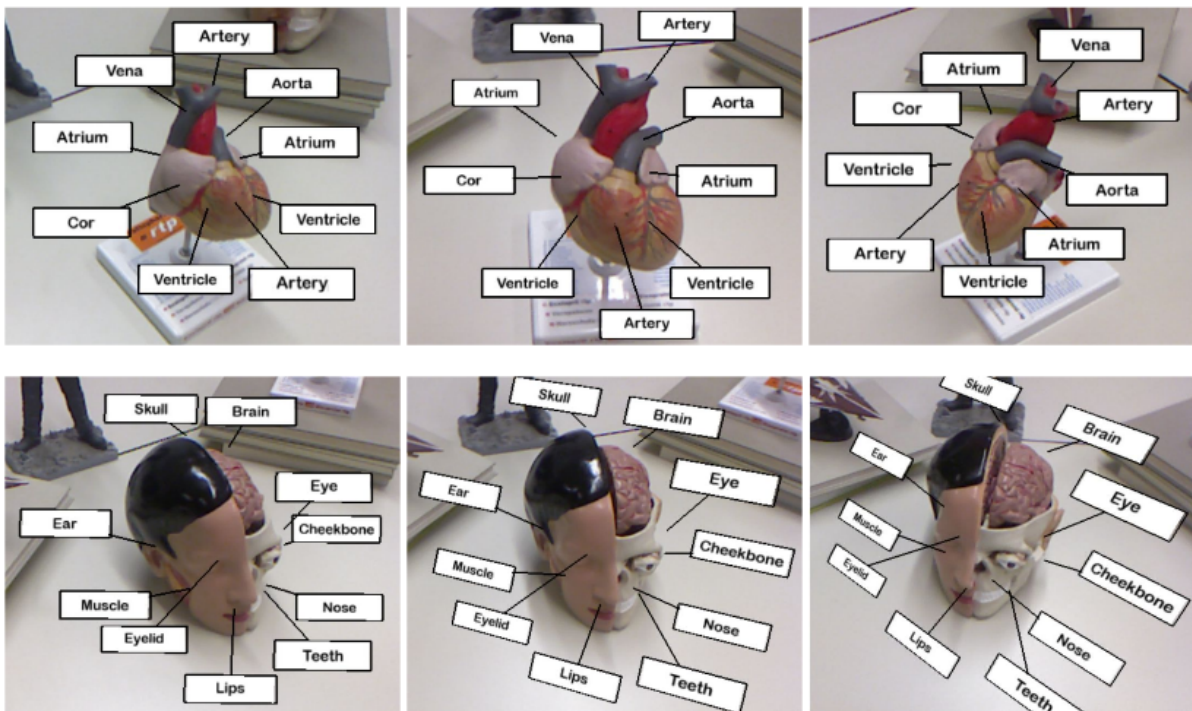 Artery
Vena
Aorta
Atrium
Atrium
Cor
Ventricle
Ventricle
Artery
rtp
Vena
Artery
Atrium
Aorta
Cor
Atrium
Ventricle
Ventricle
Artery
Vena
Atrium
Cor
Artery
Ventricle
Aorta
Artery
Atrium
Ventricle
Skull
Brain
Eye
Ear
Cheekbone
Muscle
Nose
Eyelid
Teeth
Lips
Skull
Brain
Eye
Ear
Cheekbone
Muscle
Eyelid
Nose
Lips
Teeth
Skull
Brain
Ear
Eye
Muscle
Eyelid
Cheekbone
Lips
Nose
Teeth